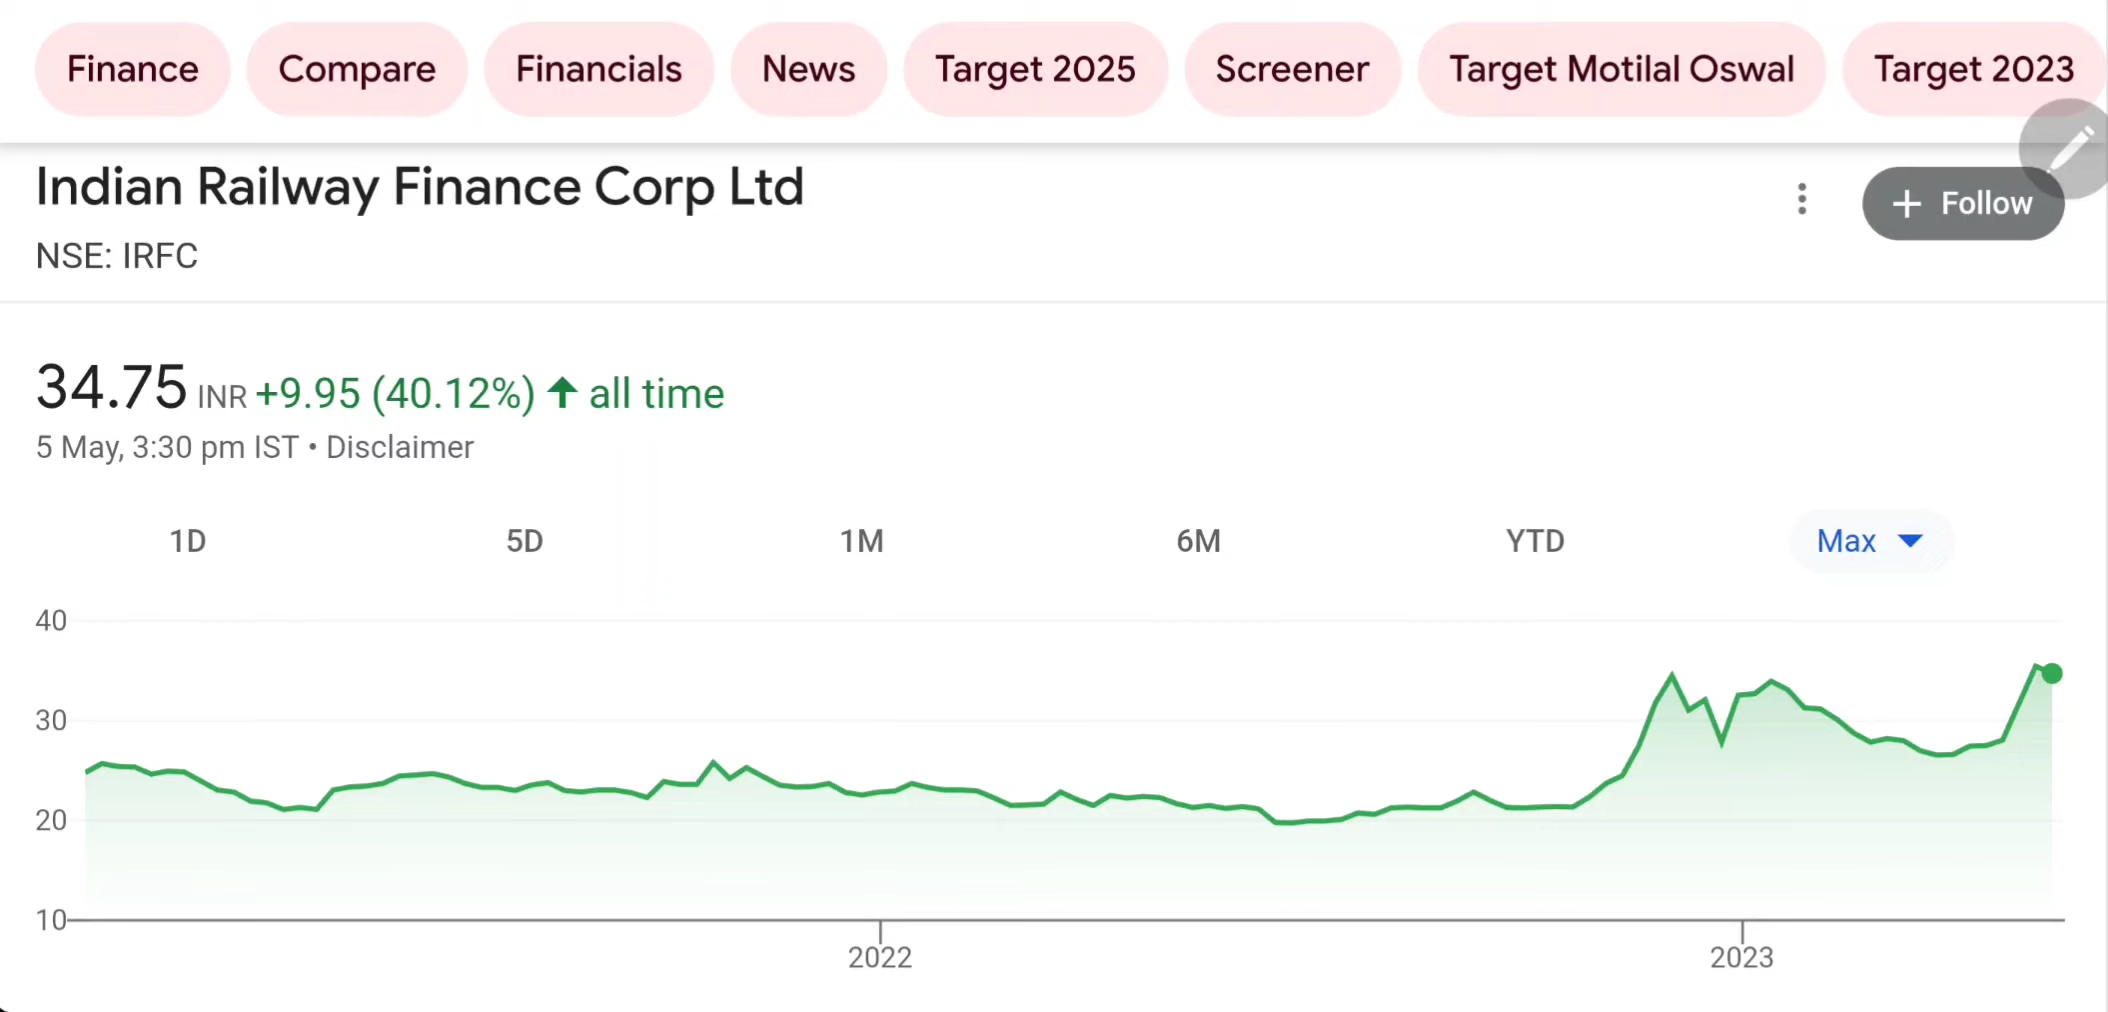 Finance Compare Financials News Target 2025 Screener Target Motilal Oswal Target 2023
Indian Railway Finance Corp Ltd
+ Follow
NSE: IRFC
34.75 INR +9.95 (40.12%) ↑ all time
5 May, 3:30 pm IST • Disclaimer
1D 5D 1M 6M YTD Max
40
30
20
10
2022 2023